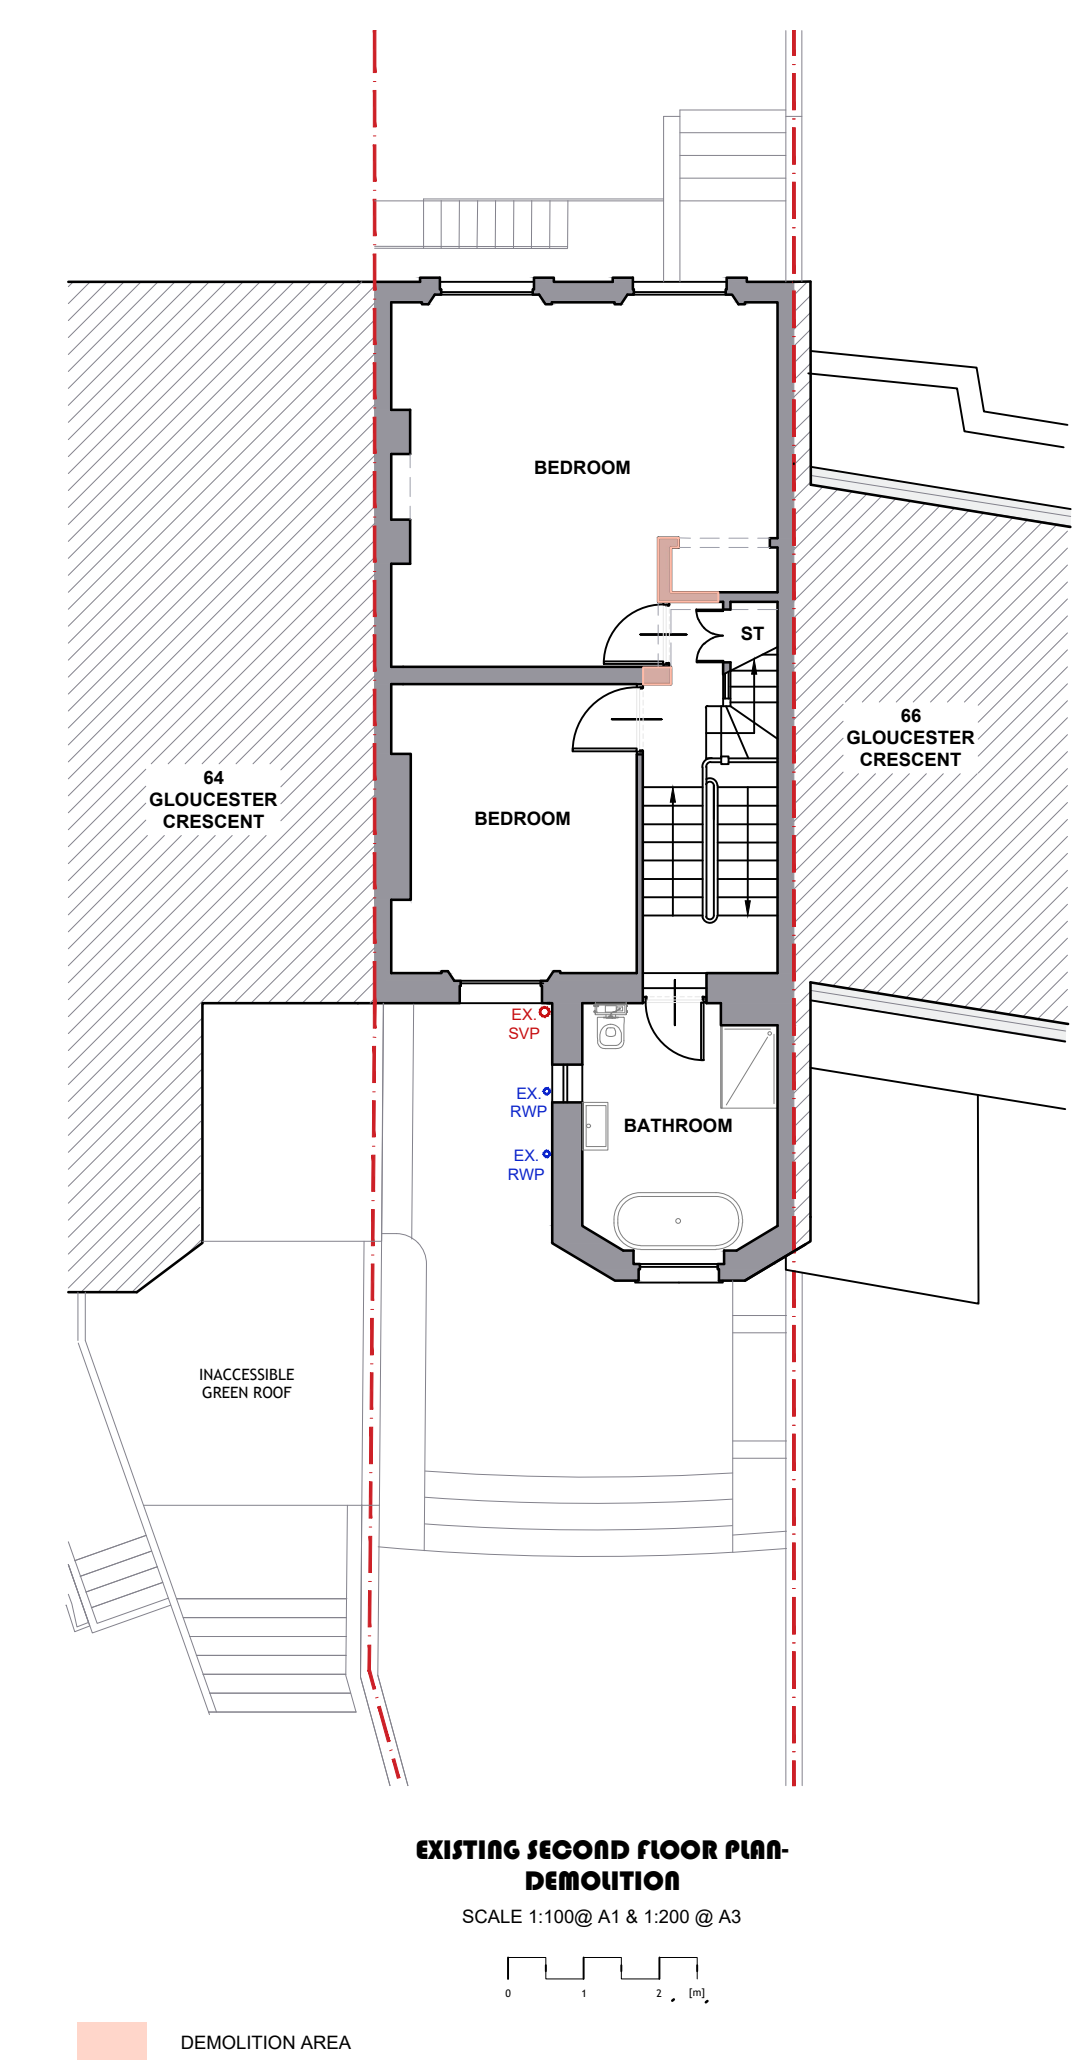 BEDROOM
ST
66
GLOUCESTER
CRESCENT
64
GLOUCESTER
CRESCENT
BEDROOM
EX.
SVP
EX.
RWP
BATHROOM
EX.
RWP
INACCESSIBLE
GREEN ROOF
EXISTING SECOND FLOOR PLAN-
DEMOLITION
SCALE 1:100@ A1 & 1:200 @ A3
0 1 2 [m]
DEMOLITION AREA